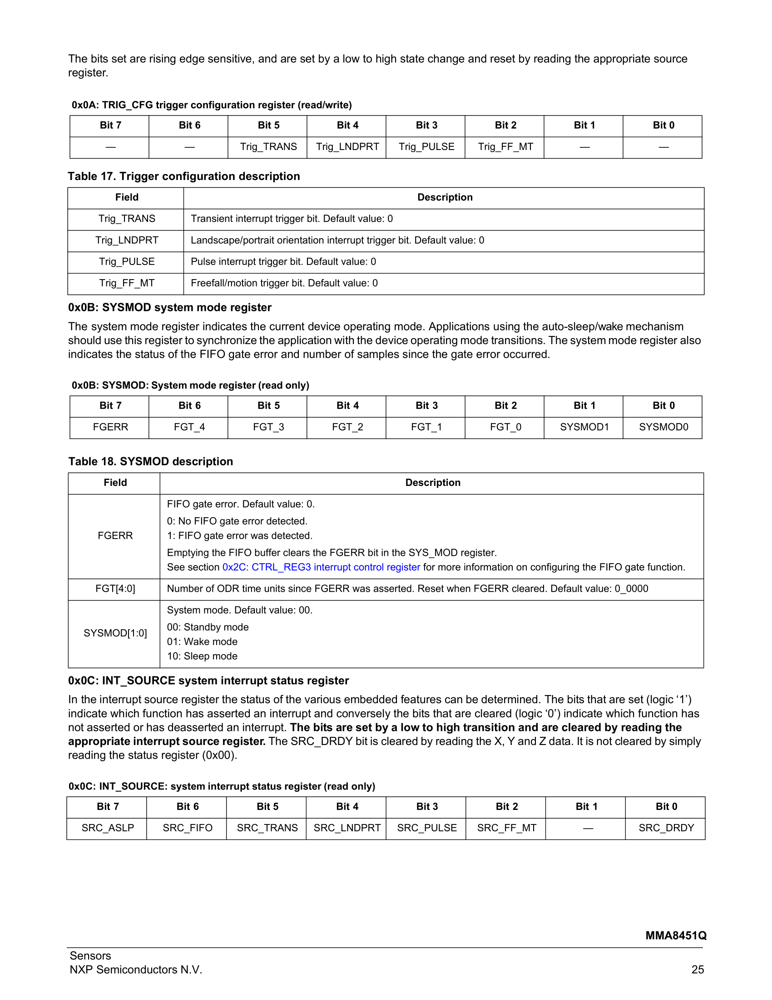 The bits set are rising edge sensitive, and are set by a low to high state change and reset by reading the appropriate source
register.
0x0A: TRIG_CFG trigger configuration register (read/write)
Bit 7 Bit 6 Bit 5 Bit 4 Bit 3 Bit 2 Bit 1 Bit 0
— — Trig_TRANS Trig_LNDPRT Trig_PULSE Trig_FF_MT — —
Table 17. Trigger configuration description
Field Description
Trig_TRANS Transient interrupt trigger bit. Default value: 0
Trig_LNDPRT Landscape/portrait orientation interrupt trigger bit. Default value: 0
Trig_PULSE Pulse interrupt trigger bit. Default value: 0
Trig_FF_MT Freefall/motion trigger bit. Default value: 0
0x0B: SYSMOD system mode register
The system mode register indicates the current device operating mode. Applications using the auto-sleep/wake mechanism
should use this register to synchronize the application with the device operating mode transitions. The system mode register also
indicates the status of the FIFO gate error and number of samples since the gate error occurred.
0x0B: SYSMOD: System mode register (read only)
Bit 7 Bit 6 Bit 5 Bit 4 Bit 3 Bit 2 Bit 1 Bit 0
FGERR FGT_4 FGT_3 FGT_2 FGT_1 FGT_0 SYSMOD1 SYSMOD0
Table 18. SYSMOD description
Field Description
FGERR
FIFO gate error. Default value: 0.
0: No FIFO gate error detected.
1: FIFO gate error was detected.
Emptying the FIFO buffer clears the FGERR bit in the SYS_MOD register.
See section 0x2C: CTRL_REG3 interrupt control register for more information on configuring the FIFO gate function.
FGT[4:0] Number of ODR time units since FGERR was asserted. Reset when FGERR cleared. Default value: 0_0000
SYSMOD[1:0]
System mode. Default value: 00.
00: Standby mode
01: Wake mode
10: Sleep mode
0x0C: INT_SOURCE system interrupt status register
In the interrupt source register the status of the various embedded features can be determined. The bits that are set (logic ‘1’)
indicate which function has asserted an interrupt and conversely the bits that are cleared (logic ‘0’) indicate which function has
not asserted or has deasserted an interrupt. The bits are set by a low to high transition and are cleared by reading the
appropriate interrupt source register. The SRC_DRDY bit is cleared by reading the X, Y and Z data. It is not cleared by simply
reading the status register (0x00).
0x0C: INT_SOURCE: system interrupt status register (read only)
Bit 7 Bit 6 Bit 5 Bit 4 Bit 3 Bit 2 Bit 1 Bit 0
SRC_ASLP SRC_FIFO SRC_TRANS SRC_LNDPRT SRC_PULSE SRC_FF_MT — SRC_DRDY
MMA8451Q
Sensors
NXP Semiconductors N.V. 25